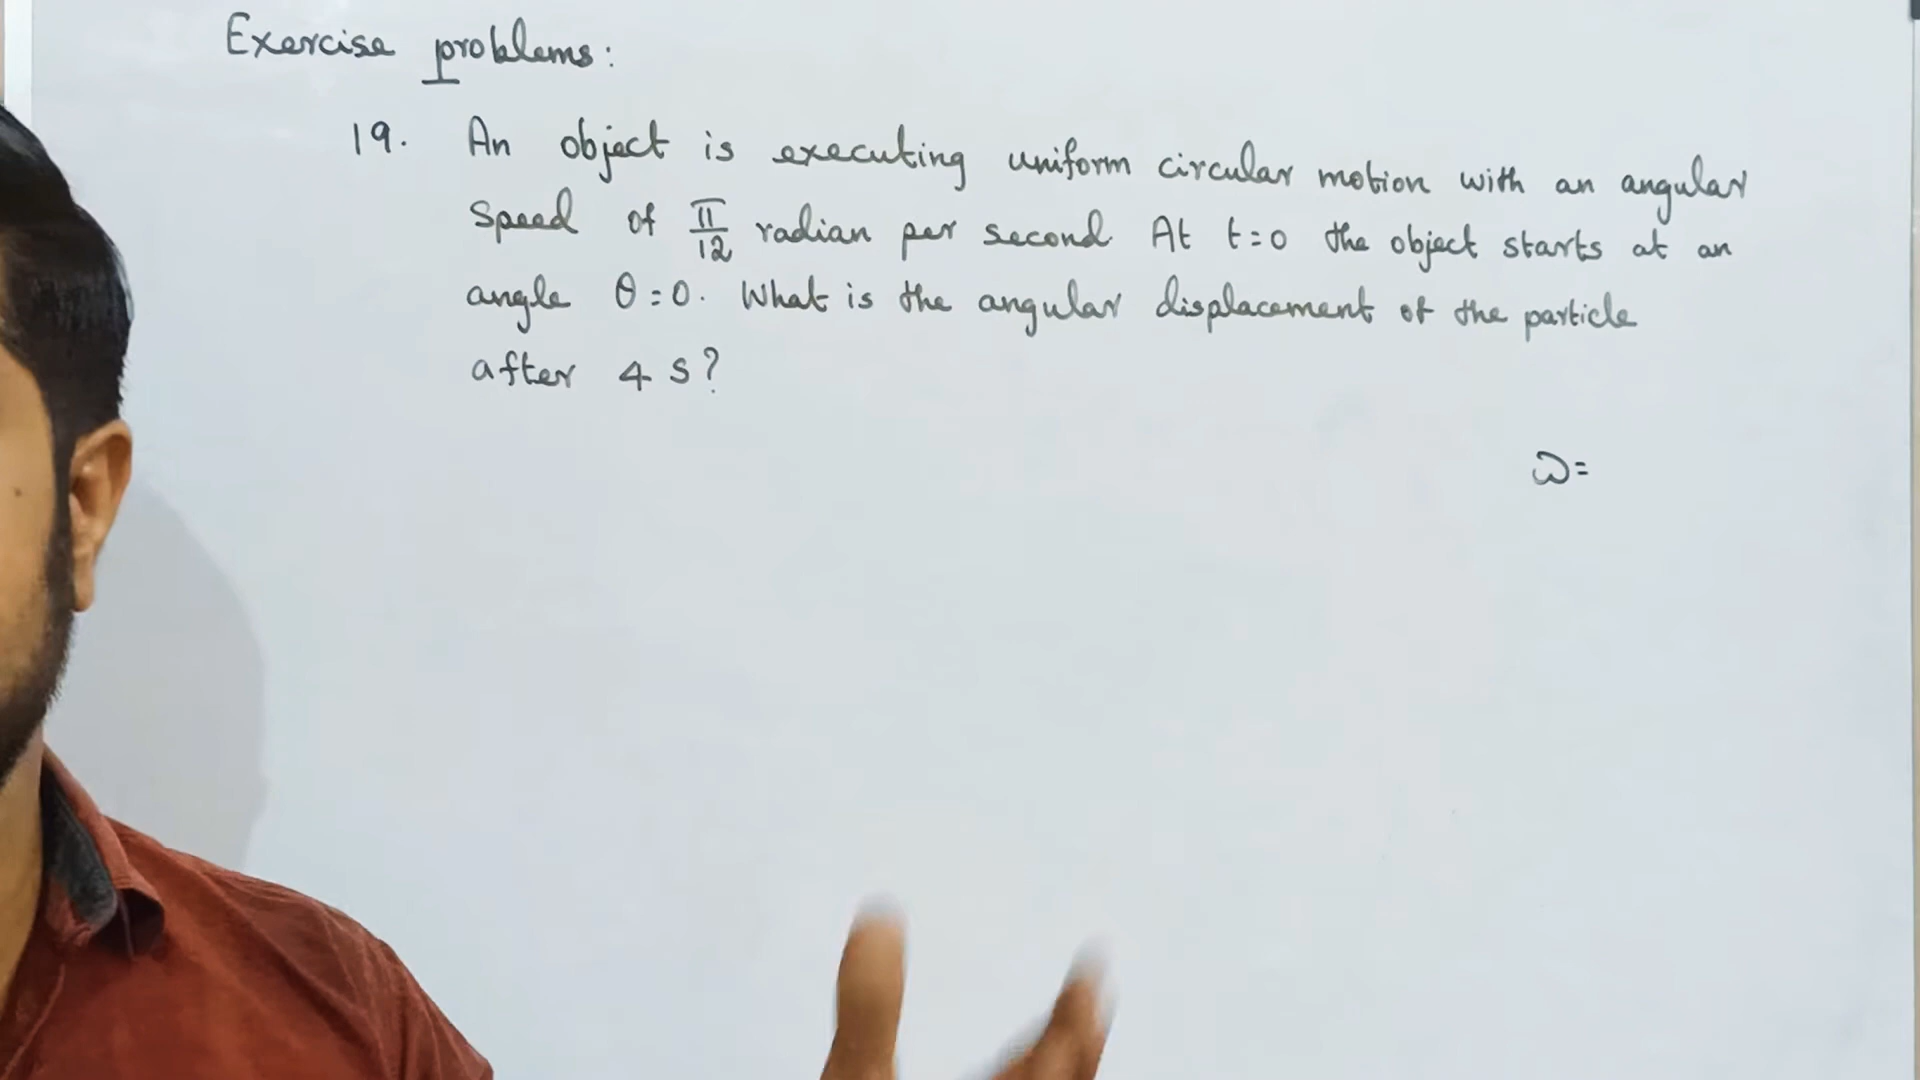 Exercise problems:
19. An object is executing uniform circular motion with an angular
speed of π/12 radian per second. At t=0 the object starts at an
angle θ=0. What is the angular displacement of the particle
after 4 s?
ω=